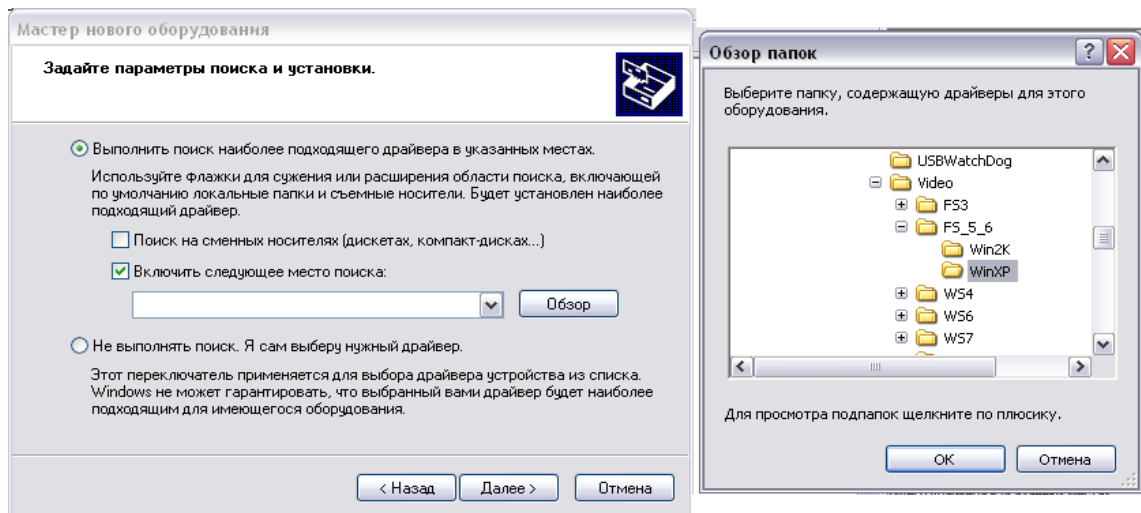 Мастер нового оборудования
Задайте параметры поиска и установки.
Выполнить поиск наиболее подходящего драйвера в указанных местах.
Используйте флажки для сужения или расширения области поиска, включающей
по умолчанию локальные папки и съемные носители. Будет установлен наиболее
подходящий драйвер.
Поиск на сменных носителях (дискетах, компакт-дисках...)
Включить следующее место поиска:
Обзор
Не выполнять поиск. Я сам выберу нужный драйвер.
Этот переключатель применяется для выбора драйвера устройства из списка.
Windows не может гарантировать, что выбранный вами драйвер будет наиболее
подходящим для имеющегося оборудования.
< Назад
Далее >
Отмена
Обзор папок
Выберите папку, содержащую драйверы для этого
оборудования.
USBWatchDog
Video
FS3
FS_5_6
Win2K
WinXP
WS4
WS6
WS7
Для просмотра подпапок щелкните по плюсику.
ОК
Отмена